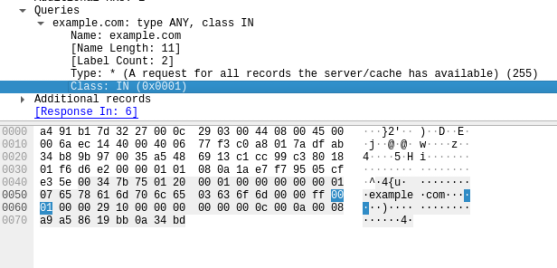 Queries
example.com: type ANY, class IN
Name: example.com
[Name Length: 11]
[Label Count: 2]
Type: * (A request for all records the server/cache has available) (255)
Class: IN (0x0001)
Additional records
[Response In: 6]
0000 a4 91 b1 7d 32 27 00 0c 29 03 00 44 08 00 45 00 ···}2'·· )··D··E·
0010 00 6a ec 14 40 00 40 06 77 f3 c0 a8 01 7a df ab ·j··@·@· w····z··
0020 34 b8 9b 97 00 35 a5 48 69 13 c1 cc 99 c3 80 18 4····5·H i·······
0030 01 f6 d6 e2 00 00 01 01 08 0a 1a e7 f7 95 05 cf ········ ········
0040 e3 5e 00 34 7b 75 01 20 00 01 00 00 00 00 00 01 ·^·4{u· ········
0050 07 65 78 61 6d 70 6c 65 03 63 6f 6d 00 00 ff 00 ·example ·com····
0060 01 00 00 29 10 00 00 00 00 00 00 0c 00 0a 00 08 ···)···· ········
0070 a9 a5 86 19 bb 0a 34 bd ······4·